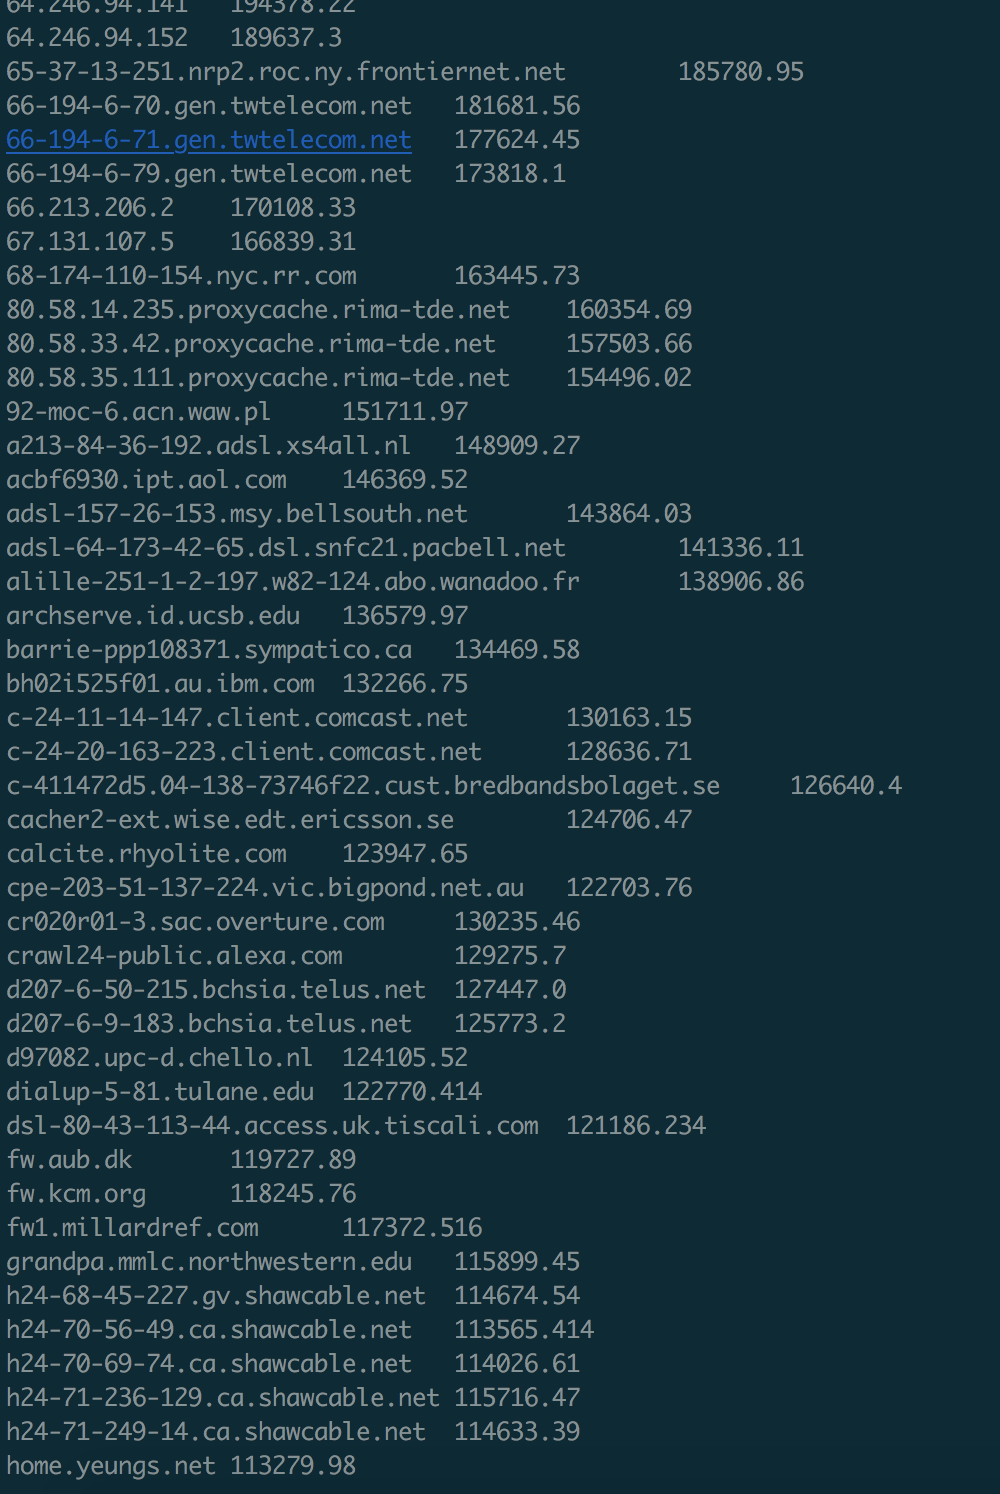 64.246.94.141 194378.22
64.246.94.152 189637.3
65-37-13-251.nrp2.roc.ny.frontiernet.net 185780.95
66-194-6-70.gen.twtelecom.net 181681.56
66-194-6-71.gen.twtelecom.net 177624.45
66-194-6-79.gen.twtelecom.net 173818.1
66.213.206.2 170108.33
67.131.107.5 166839.31
68-174-110-154.nyc.rr.com 163445.73
80.58.14.235.proxycache.rima-tde.net 160354.69
80.58.33.42.proxycache.rima-tde.net 157503.66
80.58.35.111.proxycache.rima-tde.net 154496.02
92-moc-6.acn.waw.pl 151711.97
a213-84-36-192.adsl.xs4all.nl 148909.27
acbf6930.ipt.aol.com 146369.52
adsl-157-26-153.msy.bellsouth.net 143864.03
adsl-64-173-42-65.dsl.snfc21.pacbell.net 141336.11
alille-251-1-2-197.w82-124.abo.wanadoo.fr 138906.86
archserve.id.ucsb.edu 136579.97
barrie-ppp108371.sympatico.ca 134469.58
bh02i525f01.au.ibm.com 132266.75
c-24-11-14-147.client.comcast.net 130163.15
c-24-20-163-223.client.comcast.net 128636.71
c-411472d5.04-138-73746f22.cust.bredbandsbolaget.se 126640.4
cacher2-ext.wise.edt.ericsson.se 124706.47
calcite.rhyolite.com 123947.65
cpe-203-51-137-224.vic.bigpond.net.au 122703.76
cr020r01-3.sac.overture.com 130235.46
crawl24-public.alexa.com 129275.7
d207-6-50-215.bchsia.telus.net 127447.0
d207-6-9-183.bchsia.telus.net 125773.2
d97082.upc-d.chello.nl 124105.52
dialup-5-81.tulane.edu 122770.414
dsl-80-43-113-44.access.uk.tiscali.com 121186.234
fw.aub.dk 119727.89
fw.kcm.org 118245.76
fw1.millardref.com 117372.516
grandpa.mmlc.northwestern.edu 115899.45
h24-68-45-227.gv.shawcable.net 114674.54
h24-70-56-49.ca.shawcable.net 113565.414
h24-70-69-74.ca.shawcable.net 114026.61
h24-71-236-129.ca.shawcable.net 115716.47
h24-71-249-14.ca.shawcable.net 114633.39
home.yeungs.net 113279.98